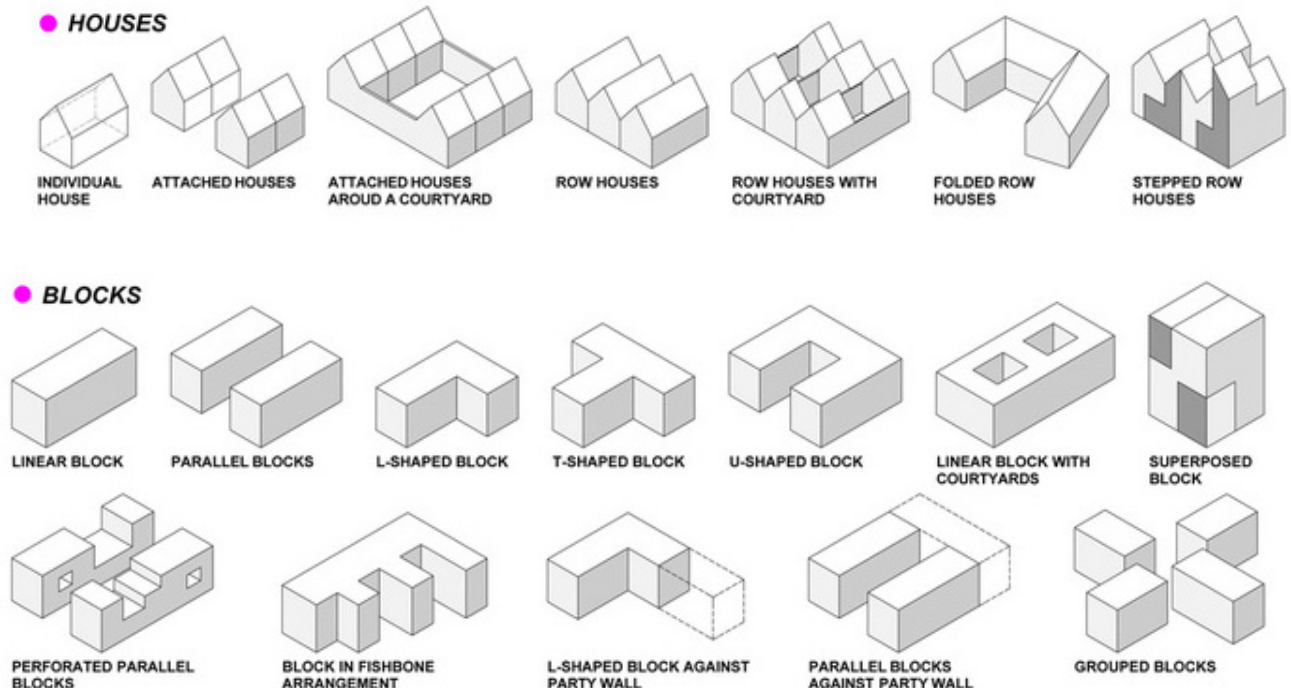 HOUSES
INDIVIDUAL
HOUSE
ATTACHED HOUSES
ATTACHED HOUSES
AROUD A COURTYARD
ROW HOUSES
ROW HOUSES WITH
COURTYARD
FOLDED ROW
HOUSES
STEPPED ROW
HOUSES
BLOCKS
LINEAR BLOCK
PARALLEL BLOCKS
L-SHAPED BLOCK
T-SHAPED BLOCK
U-SHAPED BLOCK
LINEAR BLOCK WITH
COURTYARDS
SUPERPOSED
BLOCK
PERFORATED PARALLEL
BLOCKS
BLOCK IN FISHBONE
ARRANGEMENT
L-SHAPED BLOCK AGAINST
PARTY WALL
PARALLEL BLOCKS
AGAINST PARTY WALL
GROUPED BLOCKS